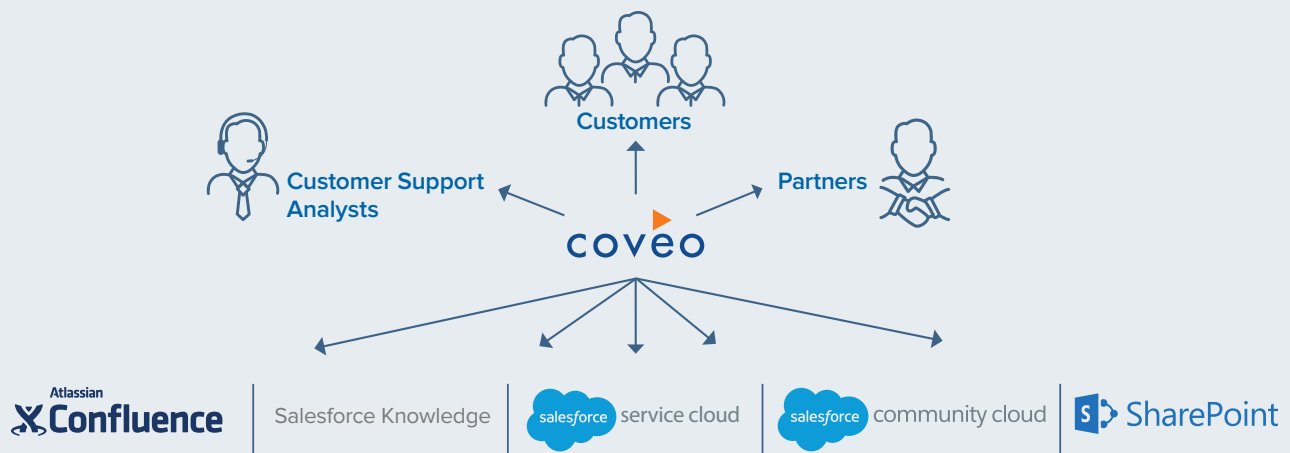 Customers
Customer Support
Analysts
Partners
coveo
Atlassian
Confluence
Salesforce Knowledge
salesforce service cloud
salesforce community cloud
S SharePoint